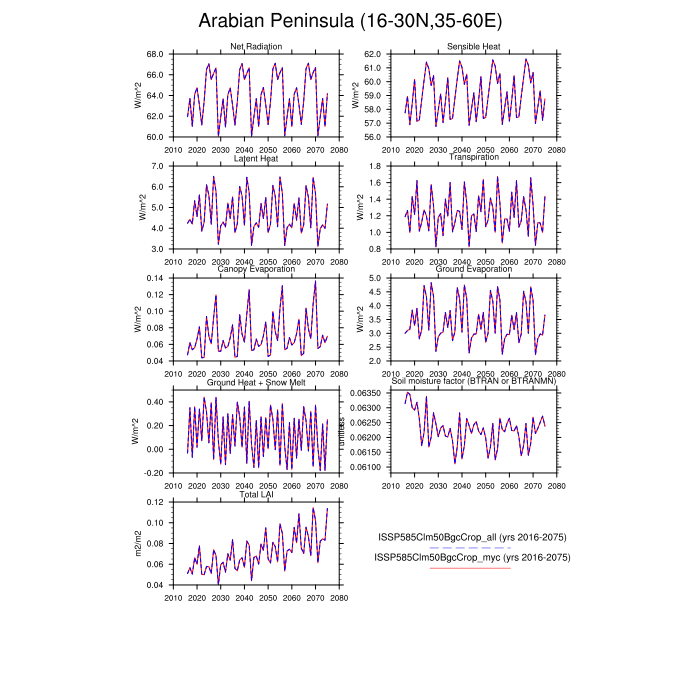 Arabian Peninsula (16-30N,35-60E)
Net Radiation
Sensible Heat
W/m^2
68.0
66.0
64.0
62.0
60.0
2010 2020 2030 2040 2050 2060 2070 2080
W/m^2
62.0
61.0
60.0
59.0
58.0
57.0
56.0
2010 2020 2030 2040 2050 2060 2070 2080
Latent Heat
Transpiration
W/m^2
7.0
6.0
5.0
4.0
3.0
2010 2020 2030 2040 2050 2060 2070 2080
W/m^2
1.8
1.6
1.4
1.2
1.0
0.8
2010 2020 2030 2040 2050 2060 2070 2080
Canopy Evaporation
Ground Evaporation
W/m^2
0.14
0.12
0.10
0.08
0.06
0.04
2010 2020 2030 2040 2050 2060 2070 2080
W/m^2
5.0
4.5
4.0
3.5
3.0
2.5
2.0
2010 2020 2030 2040 2050 2060 2070 2080
Ground Heat + Snow Melt
Soil moisture factor (BTRAN or BTRANMN)
W/m^2
0.40
0.20
0.00
-0.20
2010 2020 2030 2040 2050 2060 2070 2080
unitless
0.06350
0.06300
0.06250
0.06200
0.06150
0.06100
2010 2020 2030 2040 2050 2060 2070 2080
Total LAI
m2/m2
0.12
0.10
0.08
0.06
0.04
2010 2020 2030 2040 2050 2060 2070 2080
ISSP585Clm50BgcCrop_all (yrs 2016-2075)
ISSP585Clm50BgcCrop_myc (yrs 2016-2075)